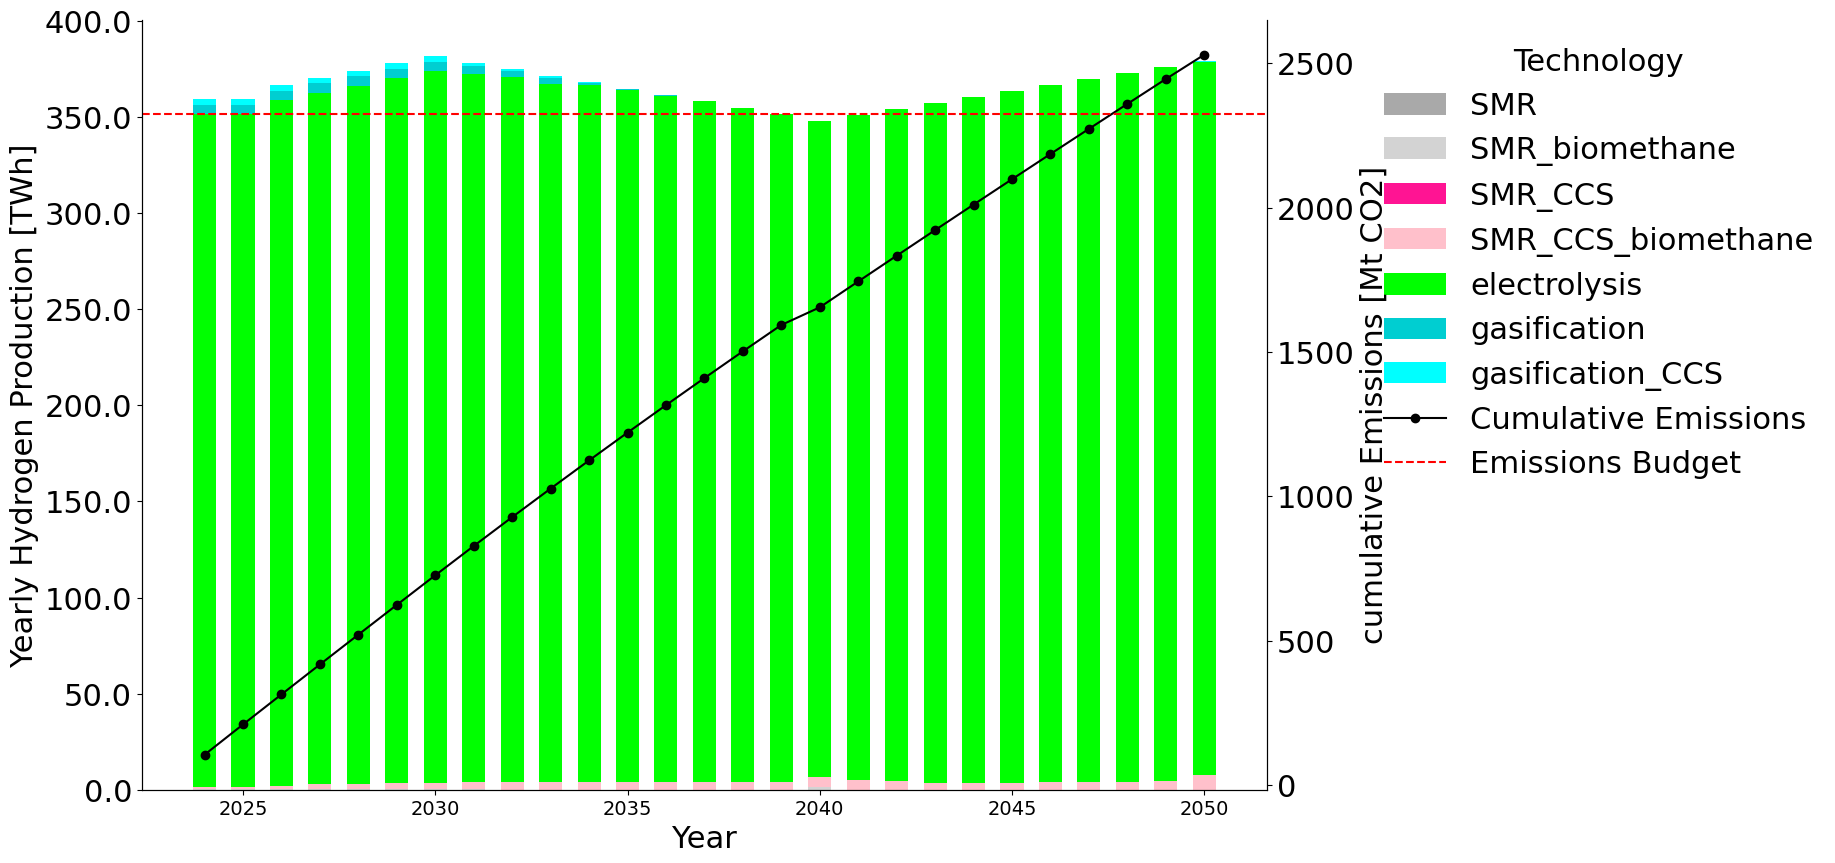 Yearly Hydrogen Production [TWh]
400.0
350.0
300.0
250.0
200.0
150.0
100.0
50.0
0.0
2025
2030
2035
2040
2045
2050
Year
2500
2000
1500
1000
500
0
cumulative Emissions [Mt CO2]
Technology
SMR
SMR_biomethane
SMR_CCS
SMR_CCS_biomethane
electrolysis
gasification
gasification_CCS
Cumulative Emissions
Emissions Budget